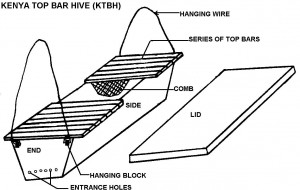 KENYA TOP BAR HIVE (KTBH)
HANGING WIRE
SERIES OF TOP BARS
COMB
SIDE
LID
END
HANGING BLOCK
ENTRANCE HOLES